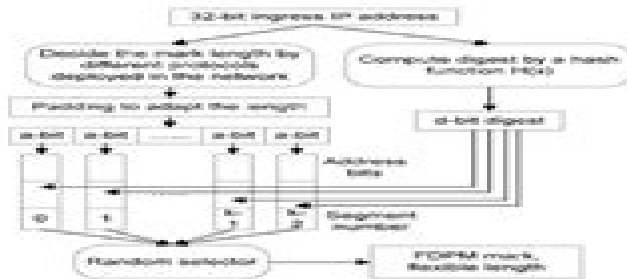 32-bit ingress IP address
Decide the mark length by
different protocols
deployed in the network
Compute digest by a hash
function H(x)
Padding to adapt the length
d-bit digest
a-bit
a-bit
........
a-bit
a-bit
Address
bits
0
1
k-
1
k-
2
Segment
number
Random selector
FDPM mark,
flexible length